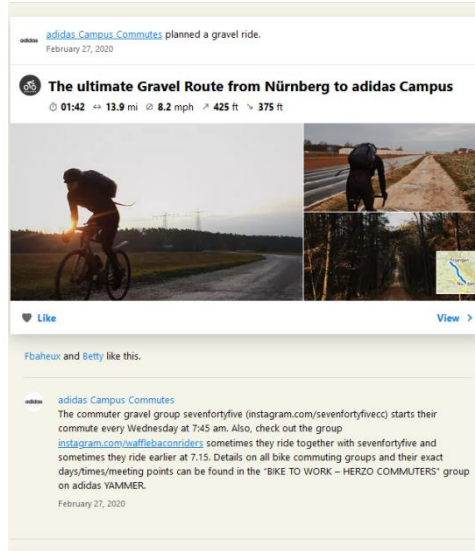 adidas
adidas Campus Commutes planned a gravel ride.
February 27, 2020
The ultimate Gravel Route from Nürnberg to adidas Campus
01:42 13.9 mi 8.2 mph 425 ft 375 ft
Like
View
Fbaheux and Betty like this.
adidas
adidas Campus Commutes
The commuter gravel group sevenfortyfive (instagram.com/sevenfortyfivecc) starts their
commute every Wednesday at 7:45 am. Also, check out the group
instagram.com/wafflebaconriders sometimes they ride together with sevenfortyfive and
sometimes they ride earlier at 7.15. Details on all bike commuting groups and their exact
days/times/meeting points can be found in the "BIKE TO WORK – HERZO COMMUTERS" group
on adidas YAMMER.
February 27, 2020